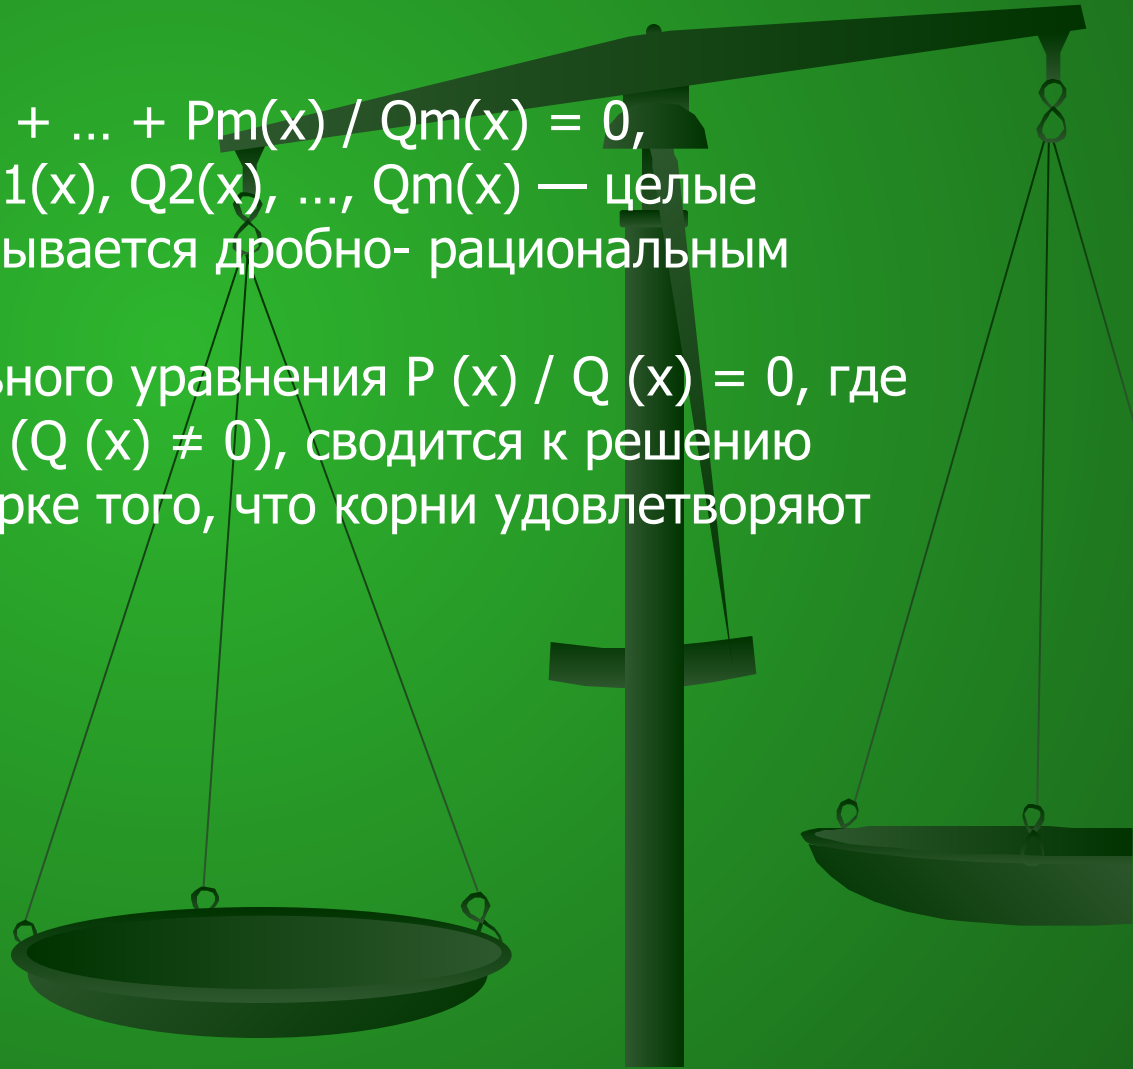 + ... + Pm(x) / Qm(x) = 0,
1(x), Q2(x), ..., Qm(x) — целые
ывается дробно- рациональным
ного уравнения P (x) / Q (x) = 0, где
(Q (x) ≠ 0), сводится к решению
рке того, что корни удовлетворяют